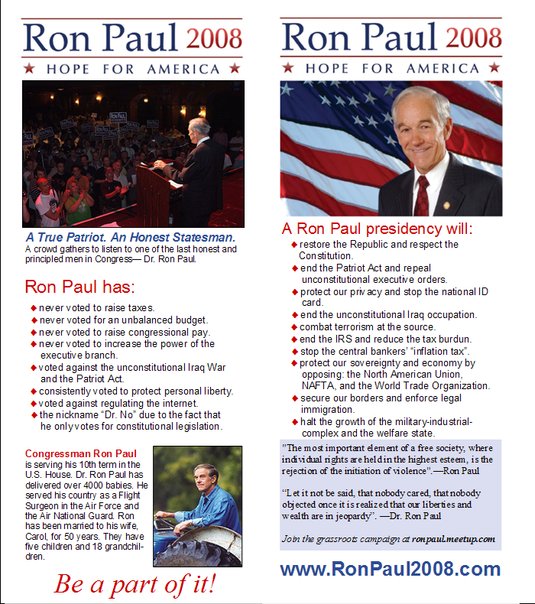 Ron Paul 2008
HOPE FOR AMERICA
A True Patriot. An Honest Statesman.
A crowd gathers to listen to one of the last honest and
principled men in Congress— Dr. Ron Paul.
Ron Paul has:
never voted to raise taxes.
never voted for an unbalanced budget.
never voted to raise congressional pay.
never voted to increase the power of the
executive branch.
voted against the unconstitutional Iraq War
and the Patriot Act.
consistently voted to protect personal liberty.
voted against regulating the internet.
the nickname “Dr. No” due to the fact that
he only votes for constitutional legislation.
Congressman Ron Paul
is serving his 10th term in the
U.S. House. Dr. Ron Paul has
delivered over 4000 babies. He
served his country as a Flight
Surgeon in the Air Force and
the Air National Guard. Ron
has been married to his wife,
Carol, for 50 years. They have
five children and 18 grandchil-
dren.
Be a part of it!
Ron Paul 2008
HOPE FOR AMERICA
A Ron Paul presidency will:
restore the Republic and respect the
Constitution.
end the Patriot Act and repeal
unconstitutional executive orders.
protect our privacy and stop the national ID
card.
end the unconstitutional Iraq occupation.
combat terrorism at the source.
end the IRS and reduce the tax burdun.
stop the central bankers’ “inflation tax”.
protect our sovereignty and economy by
opposing: the North American Union,
NAFTA, and the World Trade Organization.
secure our borders and enforce legal
immigration.
halt the growth of the military-industrial-
complex and the welfare state.
”The most important element of a free society, where
individual rights are held in the highest esteem, is the
rejection of the initiation of violence”.—Ron Paul
“Let it not be said, that nobody cared, that nobody
objected once it is realized that our liberties and
wealth are in jeopardy”. —Dr. Ron Paul
Join the grassroots campaign at ronpaul.meetup.com
www.RonPaul2008.com